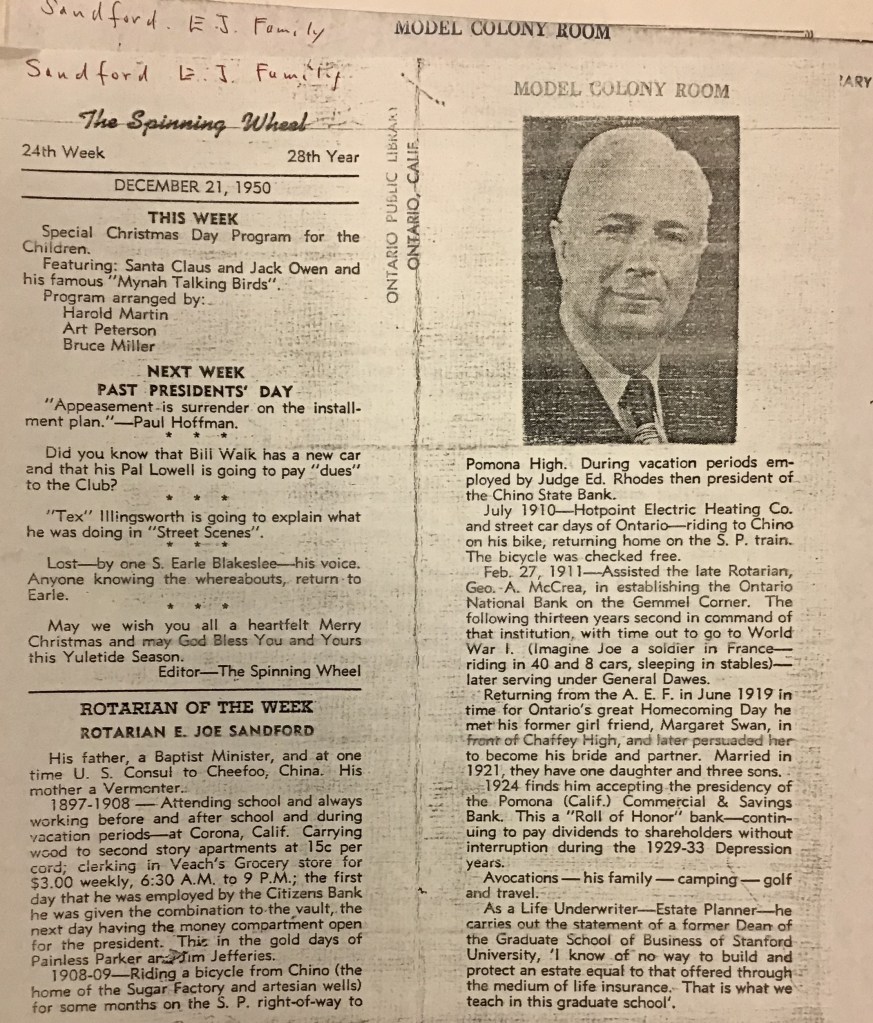 Sandford. E J. Family
MODEL COLONY ROOM
Sandford E. J. Family
MODEL COLONY ROOM
ARY
ONTARIO PUBLIC LIBRARY
ONTARIO, CALIF.
The Spinning Wheel
24th Week 28th Year
DECEMBER 21, 1950
THIS WEEK
Special Christmas Day Program for the
Children.
Featuring: Santa Claus and Jack Owen and
his famous "Mynah Talking Birds".
Program arranged by:
Harold Martin
Art Peterson
Bruce Miller
NEXT WEEK
PAST PRESIDENTS' DAY
"Appeasement is surrender on the install-
ment plan."—Paul Hoffman.
* * *
Did you know that Bill Walk has a new car
and that his Pal Lowell is going to pay "dues"
to the Club?
* * *
"Tex" Illingsworth is going to explain what
he was doing in "Street Scenes".
* * *
Lost—by one S. Earle Blakeslee—his voice.
Anyone knowing the whereabouts, return to
Earle.
* * *
May we wish you all a heartfelt Merry
Christmas and may God Bless You and Yours
this Yuletide Season.
Editor—The Spinning Wheel
ROTARIAN OF THE WEEK
ROTARIAN E. JOE SANDFORD
His father, a Baptist Minister, and at one
time U. S. Consul to Cheefoo, China. His
mother a Vermonter.
1897-1908 — Attending school and always
working before and after school and during
vacation periods—at Corona, Calif. Carrying
wood to second story apartments at 15c per
cord; clerking in Veach's Grocery store for
$3.00 weekly, 6:30 A.M. to 9 P.M.; the first
day that he was employed by the Citizens Bank
he was given the combination to the vault, the
next day having the money compartment open
for the president. This in the gold days of
Painless Parker and Jim Jefferies.
1908-09—Riding a bicycle from Chino (the
home of the Sugar Factory and artesian wells)
for some months on the S. P. right-of-way to
Pomona High. During vacation periods em-
ployed by Judge Ed. Rhodes then president of
the Chino State Bank.
July 1910—Hotpoint Electric Heating Co.
and street car days of Ontario—riding to Chino
on his bike, returning home on the S. P. train.
The bicycle was checked free.
Feb. 27, 1911—Assisted the late Rotarian,
Geo. A. McCrea, in establishing the Ontario
National Bank on the Gemmel Corner. The
following thirteen years second in command of
that institution, with time out to go to World
War I. (Imagine Joe a soldier in France—
riding in 40 and 8 cars, sleeping in stables)—
later serving under General Dawes.
Returning from the A. E. F. in June 1919 in
time for Ontario's great Homecoming Day he
met his former girl friend, Margaret Swan, in
front of Chaffey High, and later persuaded her
to become his bride and partner. Married in
1921, they have one daughter and three sons.
1924 finds him accepting the presidency of
the Pomona (Calif.) Commercial & Savings
Bank. This a "Roll of Honor" bank—contin-
uing to pay dividends to shareholders without
interruption during the 1929-33 Depression
years.
Avocations — his family — camping — golf
and travel.
As a Life Underwriter—Estate Planner—he
carries out the statement of a former Dean of
the Graduate School of Business of Stanford
University, 'I know of no way to build and
protect an estate equal to that offered through
the medium of life insurance. That is what we
teach in this graduate school'.